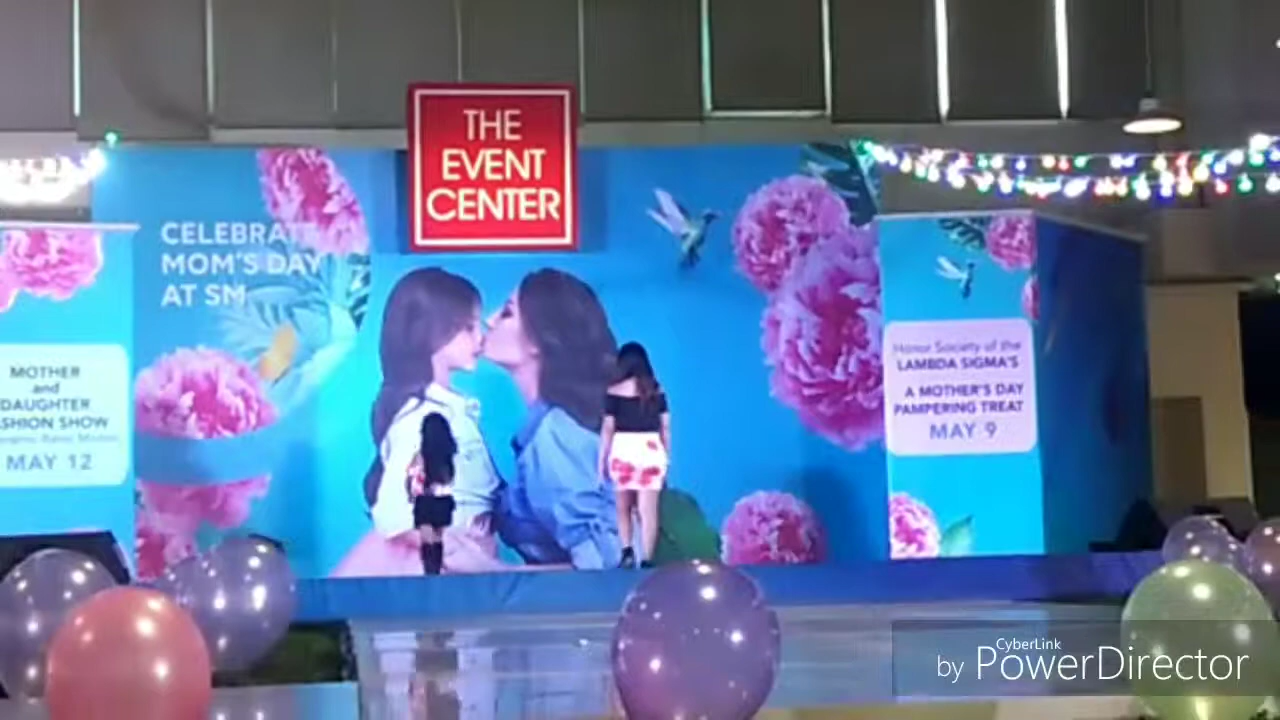 THE
EVENT
CENTER
CELEBRATE
MOM'S DAY
AT SM
MOTHER
and
DAUGHTER
ASHION SHOW
MAY 12
Honor Society of the
LAMBDA SIGMA'S
A MOTHER'S DAY
PAMPERING TREAT
MAY 9
CyberLink
by PowerDirector